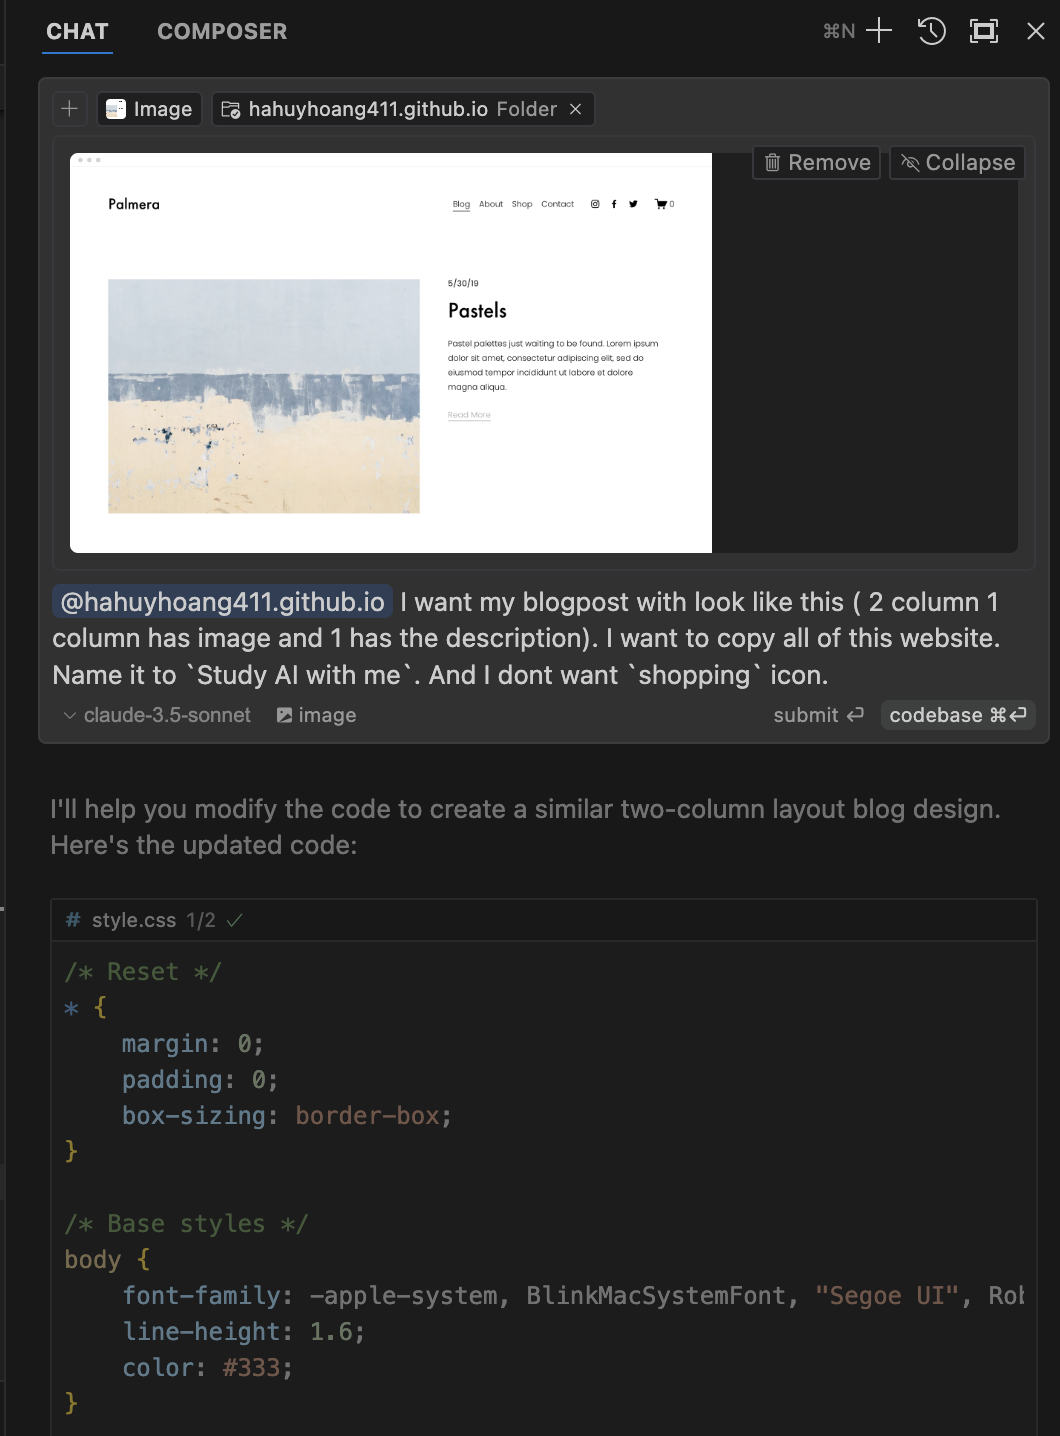 CHAT COMPOSER ⌘N
Image hahuyhoang411.github.io Folder
Remove Collapse
Palmera Blog About Shop Contact 0
5/30/19
Pastels
Pastel palettes just waiting to be found. Lorem ipsum
dolor sit amet, consectetur adipiscing elit, sed do
eiusmod tempor incididunt ut labore et dolore
magna aliqua.
Read More
@hahuyhoang411.github.io I want my blogpost with look like this ( 2 column 1
column has image and 1 has the description). I want to copy all of this website.
Name it to `Study AI with me`. And I dont want `shopping` icon.
claude-3.5-sonnet image submit codebase ⌘
I'll help you modify the code to create a similar two-column layout blog design.
Here's the updated code:
# style.css 1/2
/* Reset */
* {
margin: 0;
padding: 0;
box-sizing: border-box;
}
/* Base styles */
body {
font-family: -apple-system, BlinkMacSystemFont, "Segoe UI", Rob
line-height: 1.6;
color: #333;
}